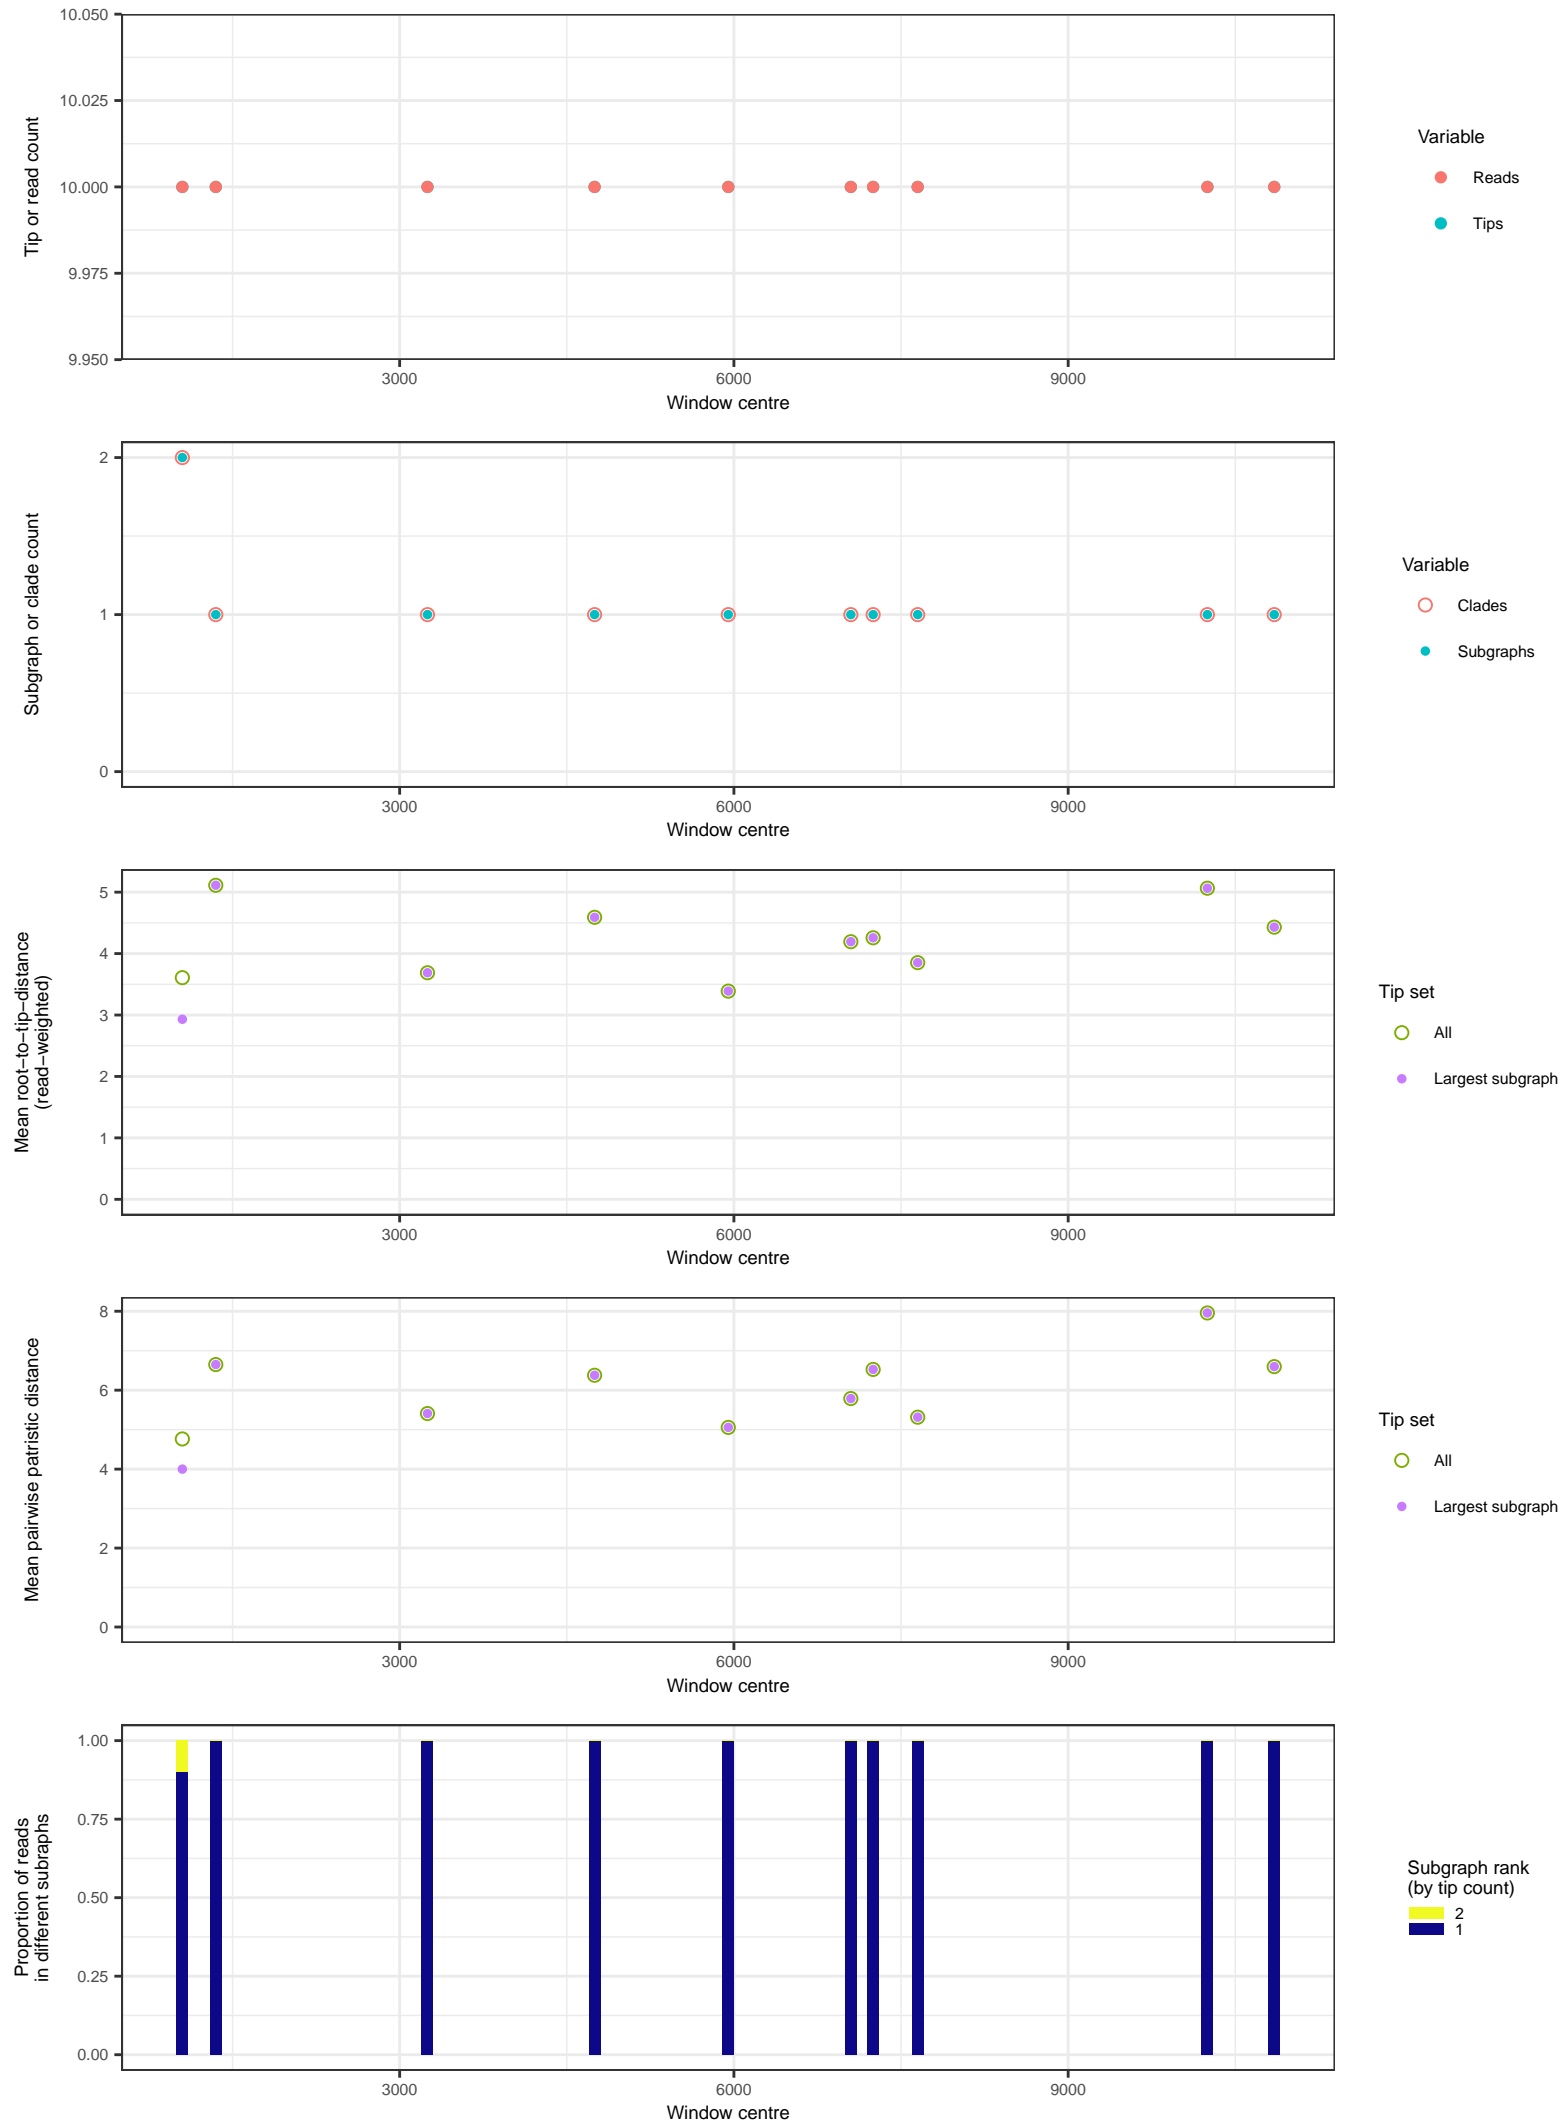 10.050
10.025
10.000
9.975
9.950
Tip or read count
3000
6000
9000
Window centre
Variable
Reads
Tips
2
1
0
Subgraph or clade count
3000
6000
9000
Window centre
Variable
Clades
Subgraphs
5
4
3
2
1
0
Mean root−to−tip−distance
(read−weighted)
3000
6000
9000
Window centre
Tip set
All
Largest subgraph
8
6
4
2
0
Mean pairwise patristic distance
3000
6000
9000
Window centre
Tip set
All
Largest subgraph
1.00
0.75
0.50
0.25
0.00
Proportion of reads
in different subraphs
3000
6000
9000
Window centre
Subgraph rank
(by tip count)
2
1